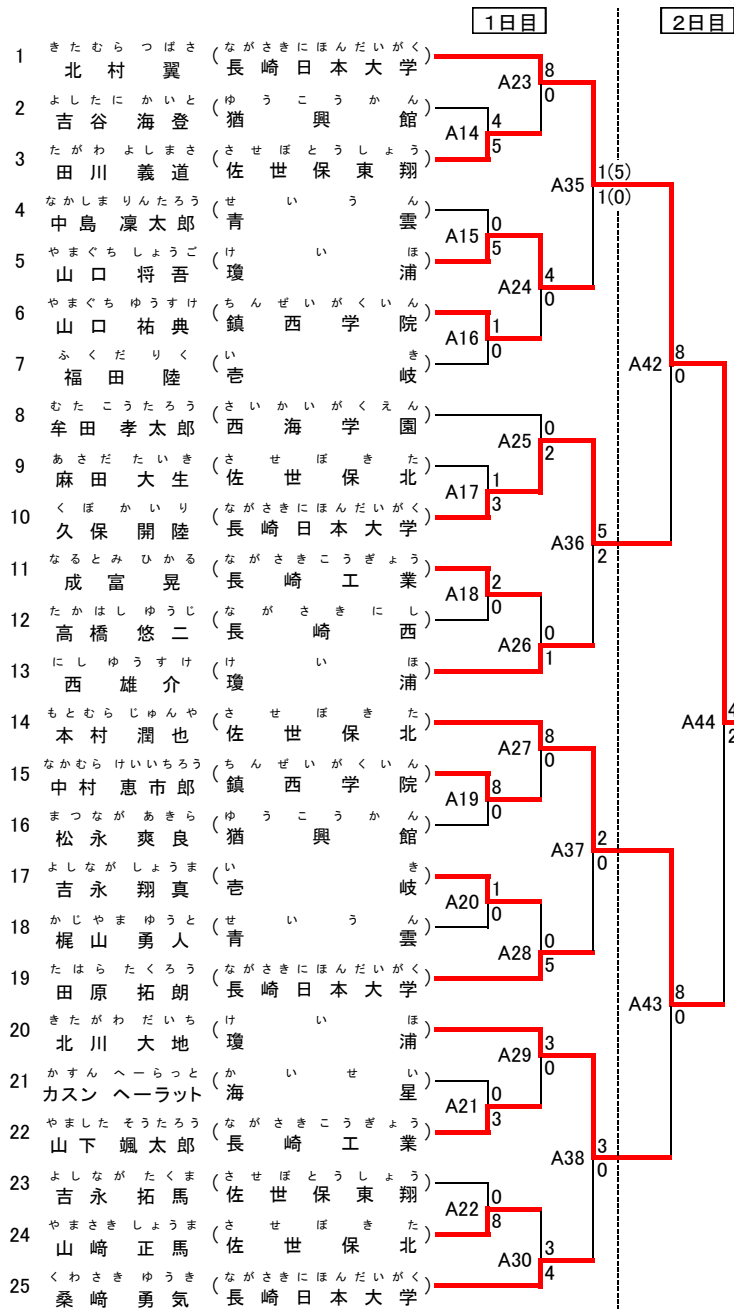 1日目 2日目
きたむら つばさ ながさきにほんだいがく
1 北村 翼 (長崎日本大学)
よしたに かいと ゆうこうかん
2 吉谷 海登 (猶興館)
たがわ よしまさ させぼとうしょう
3 田川 義道 (佐世保東翔)
なかしま りんたろう せいうん
4 中島 凜太郎 (青雲)
やまぐち しょうご けいほ
5 山口 将吾 (瓊浦)
やまぐち ゆうすけ ちんぜいがくいん
6 山口 祐典 (鎮西学院)
ふくだ りく いき
7 福田 陸 (壱岐)
むた こうたろう さいかいがくえん
8 牟田 孝太郎 (西海学園)
あさだ たいき させぼきた
9 麻田 大生 (佐世保北)
くぼ かいり ながさきにほんだいがく
10 久保 開陸 (長崎日本大学)
なるとみ ひかる ながさきこうぎょう
11 成富 晃 (長崎工業)
たかはし ゆうじ ながさきにし
12 高橋 悠二 (長崎西)
にし ゆうすけ けいほ
13 西 雄介 (瓊浦)
もとむら じゅんや させぼきた
14 本村 潤也 (佐世保北)
なかむら けいいちろう ちんぜいがくいん
15 中村 恵市郎 (鎮西学院)
まつなが あきら ゆうこうかん
16 松永 爽良 (猶興館)
よしなが しょうま いき
17 吉永 翔真 (壱岐)
かじやま ゆうと せいうん
18 梶山 勇人 (青雲)
たはら たくろう ながさきにほんだいがく
19 田原 拓朗 (長崎日本大学)
きたがわ だいち けいほ
20 北川 大地 (瓊浦)
かすん へーらっと かいせい
21 カスン ヘーラット (海星)
やました そうたろう ながさきこうぎょう
22 山下 颯太郎 (長崎工業)
よしなが たくま させぼとうしょう
23 吉永 拓馬 (佐世保東翔)
やまさき しょうま させぼきた
24 山﨑 正馬 (佐世保北)
くわさき ゆうき ながさきにほんだいがく
25 桑﨑 勇気 (長崎日本大学)
A14 4 5
A15 0 5
A16 1 0
A17 1 3
A18 2 0
A19 8 0
A20 1 0
A21 0 3
A22 0 8
A23 8 0
A24 4 0
A25 0 2
A26 0 1
A27 8 0
A28 0 5
A29 3 0
A30 3 4
A35 1(5) 1(0)
A36 5 2
A37 2 0
A38 3 0
A42 8 0
A43 8 0
A44 4 2